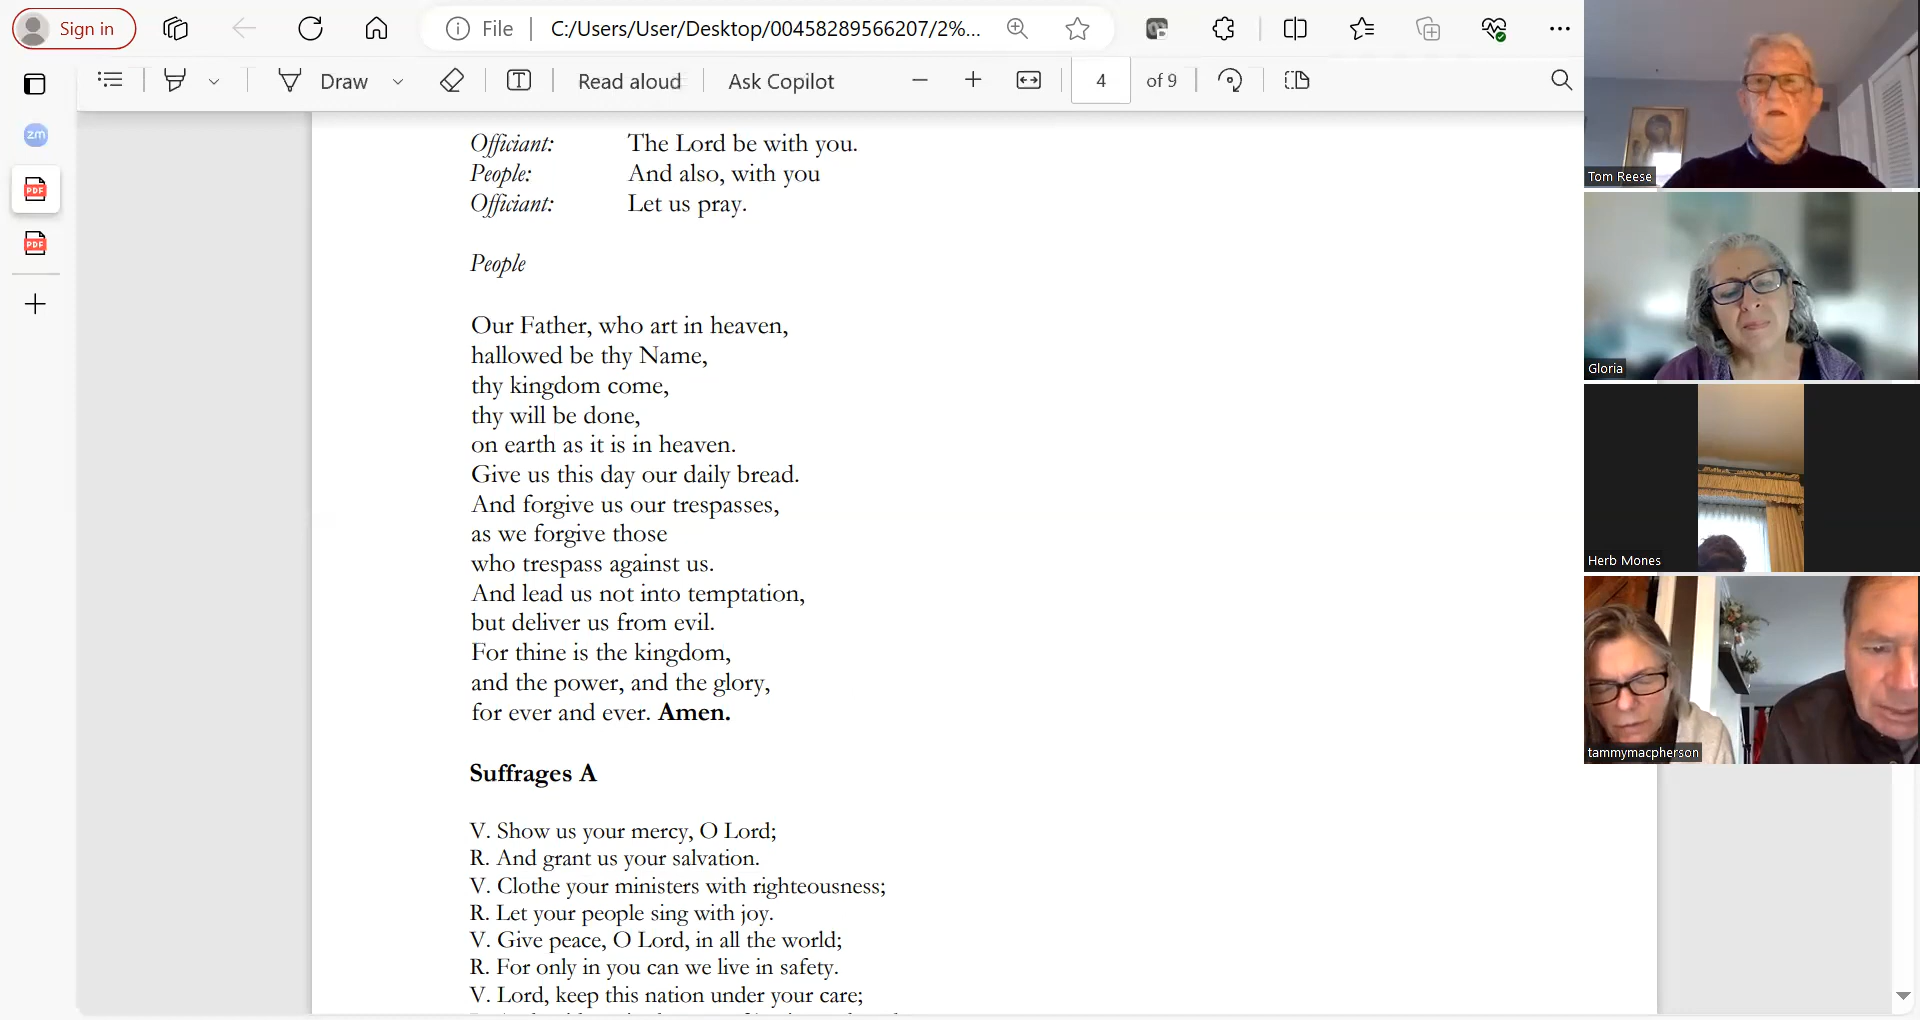 Sign in
File
C:/Users/User/Desktop/00458289566207/2%...
zm
PDF
PDF
Draw
Read aloud
Ask Copilot
4
of 9
Officiant: The Lord be with you.
People: And also, with you
Officiant: Let us pray.
People
Our Father, who art in heaven,
hallowed be thy Name,
thy kingdom come,
thy will be done,
on earth as it is in heaven.
Give us this day our daily bread.
And forgive us our trespasses,
as we forgive those
who trespass against us.
And lead us not into temptation,
but deliver us from evil.
For thine is the kingdom,
and the power, and the glory,
for ever and ever. Amen.
Suffrages A
V. Show us your mercy, O Lord;
R. And grant us your salvation.
V. Clothe your ministers with righteousness;
R. Let your people sing with joy.
V. Give peace, O Lord, in all the world;
R. For only in you can we live in safety.
V. Lord, keep this nation under your care;
Tom Reese
Gloria
Herb Mones
tammymacpherson